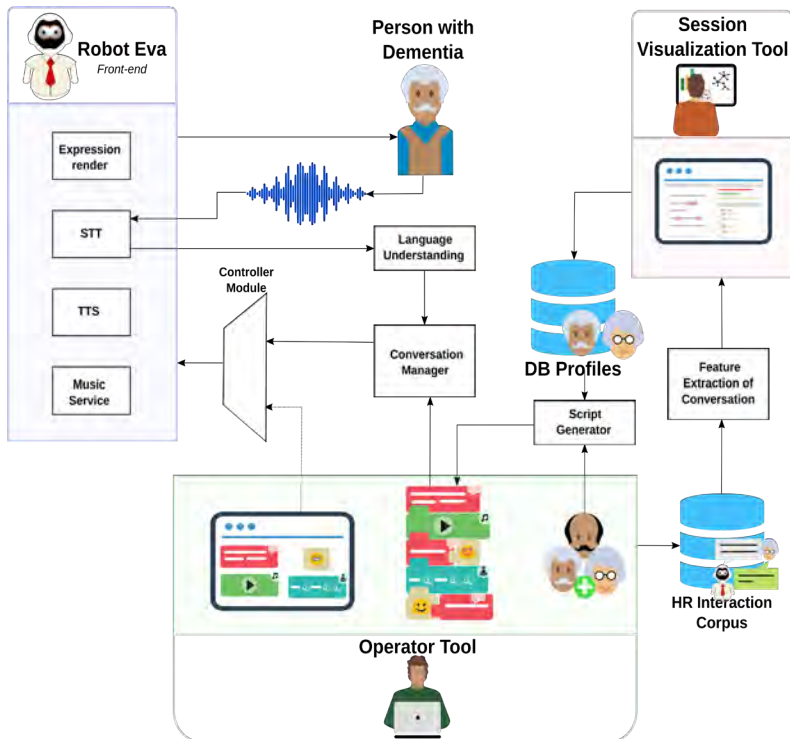 Robot Eva
Front-end
Person with
Dementia
Session
Visualization Tool
Expression
render
STT
TTS
Music
Service
Language
Understanding
Controller
Module
Conversation
Manager
DB Profiles
Script
Generator
Feature
Extraction of
Conversation
HR Interaction
Corpus
Operator Tool